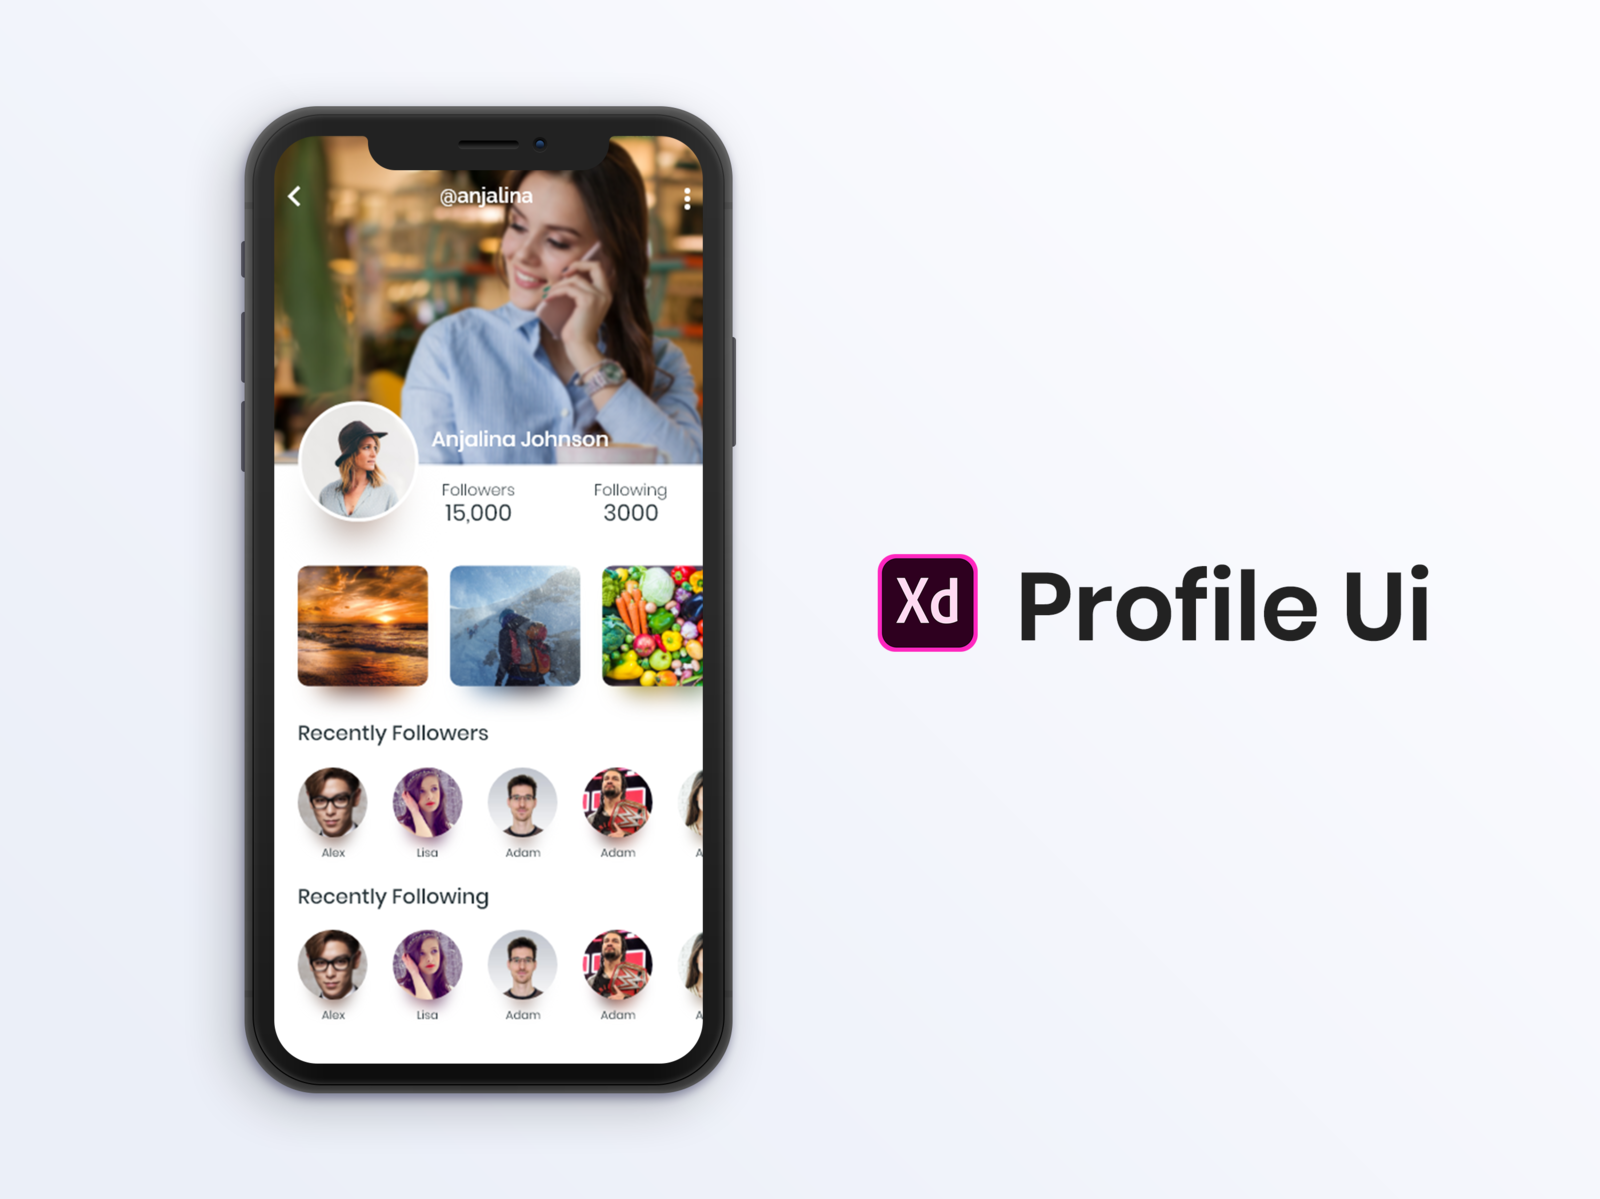 @anjalina
Anjalina Johnson
Followers Following
15,000 3000
Recently Followers
Alex Lisa Adam Adam A
Recently Following
Alex Lisa Adam Adam A
Xd Profile Ui